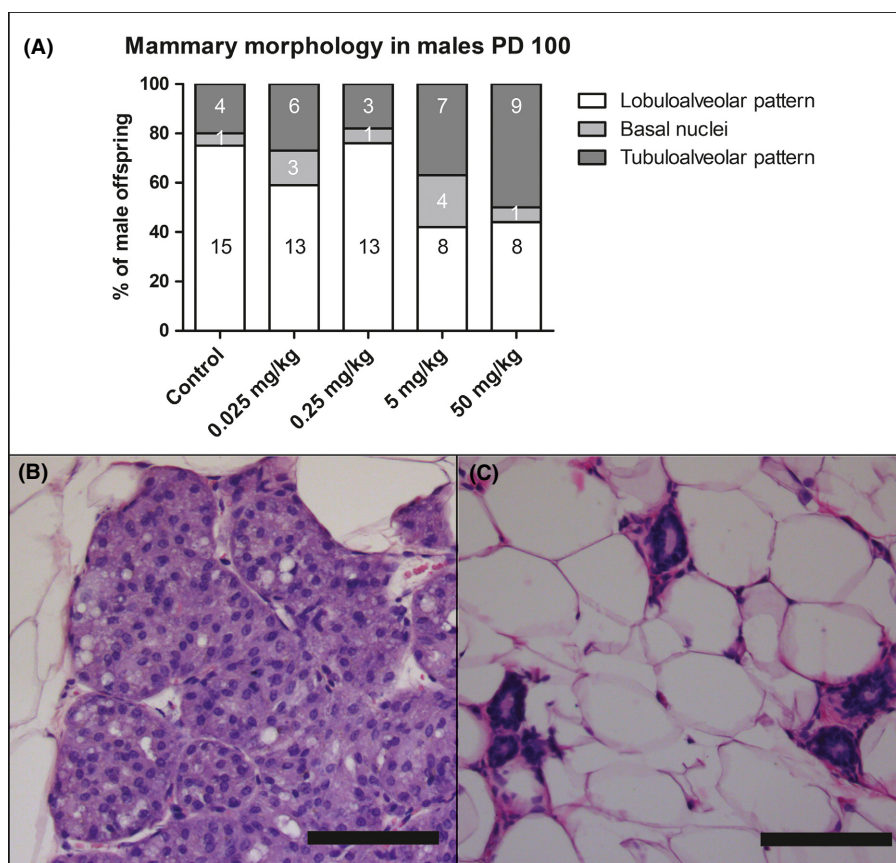 (A)
Mammary morphology in males PD 100
% of male offspring
100
80
60
40
20
0
4
1
15
6
3
13
3
1
13
7
4
8
9
1
8
Control
0.025 mg/kg
0.25 mg/kg
5 mg/kg
50 mg/kg
Lobuloalveolar pattern
Basal nuclei
Tubuloalveolar pattern
(B)
(C)